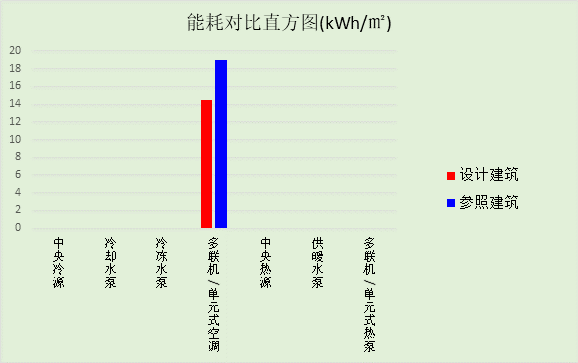 能耗对比直方图(kWh/㎡)
20
18
16
14
12
10
8
6
4
2
0
中央冷源
冷却水泵
冷冻水泵
多联机/单元式空调
中央热源
供暖水泵
多联机/单元式热泵
设计建筑
参照建筑